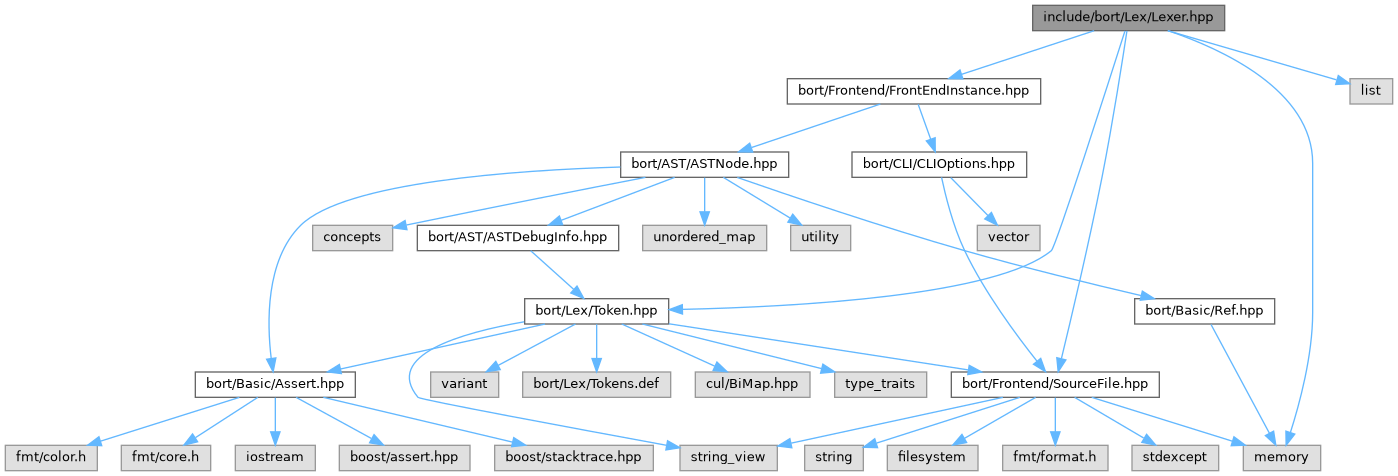 include/bort/Lex/Lexer.hpp
bort/Frontend/FrontEndInstance.hpp
list
bort/AST/ASTNode.hpp
bort/CLI/CLIOptions.hpp
concepts
bort/AST/ASTDebugInfo.hpp
unordered_map
utility
vector
bort/Lex/Token.hpp
bort/Basic/Ref.hpp
bort/Basic/Assert.hpp
variant
bort/Lex/Tokens.def
cul/BiMap.hpp
type_traits
bort/Frontend/SourceFile.hpp
fmt/color.h
fmt/core.h
iostream
boost/assert.hpp
boost/stacktrace.hpp
string_view
string
filesystem
fmt/format.h
stdexcept
memory